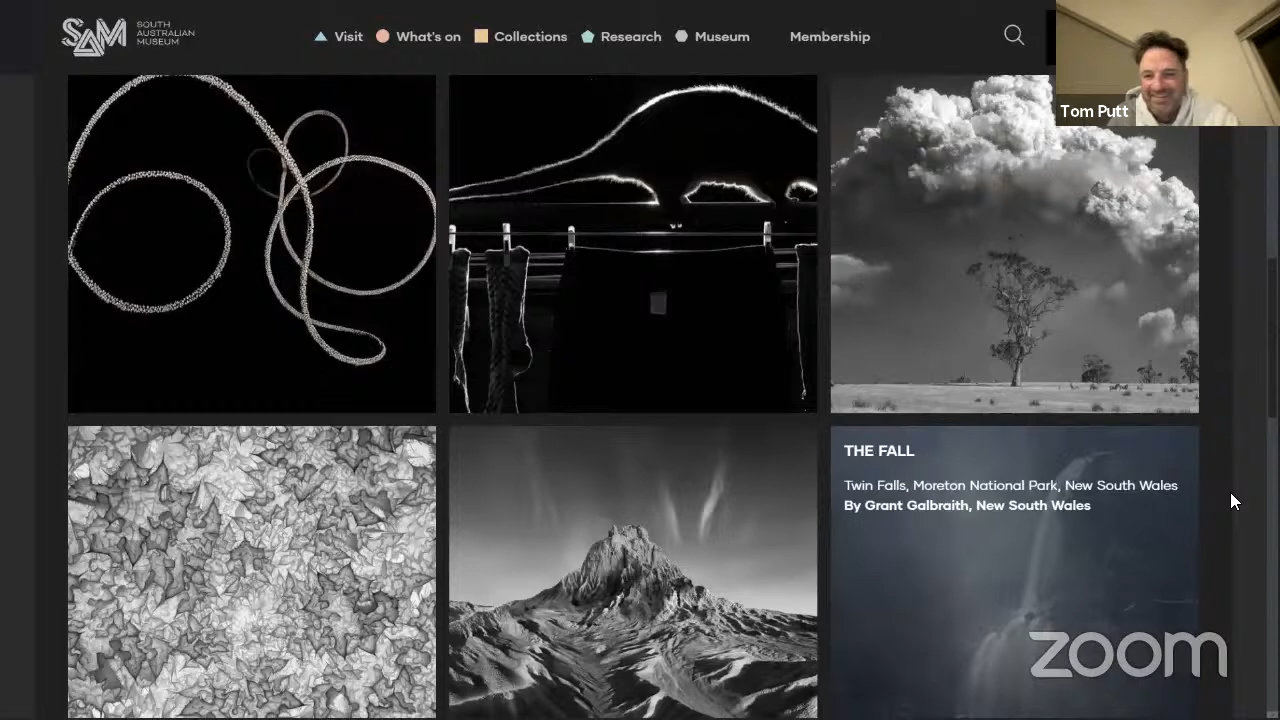 SAM
SOUTH
AUSTRALIAN
MUSEUM
Visit
What's on
Collections
Research
Museum
Membership
Tom Putt
THE FALL
Twin Falls, Moreton National Park, New South Wales
By Grant Galbraith, New South Wales
zoom